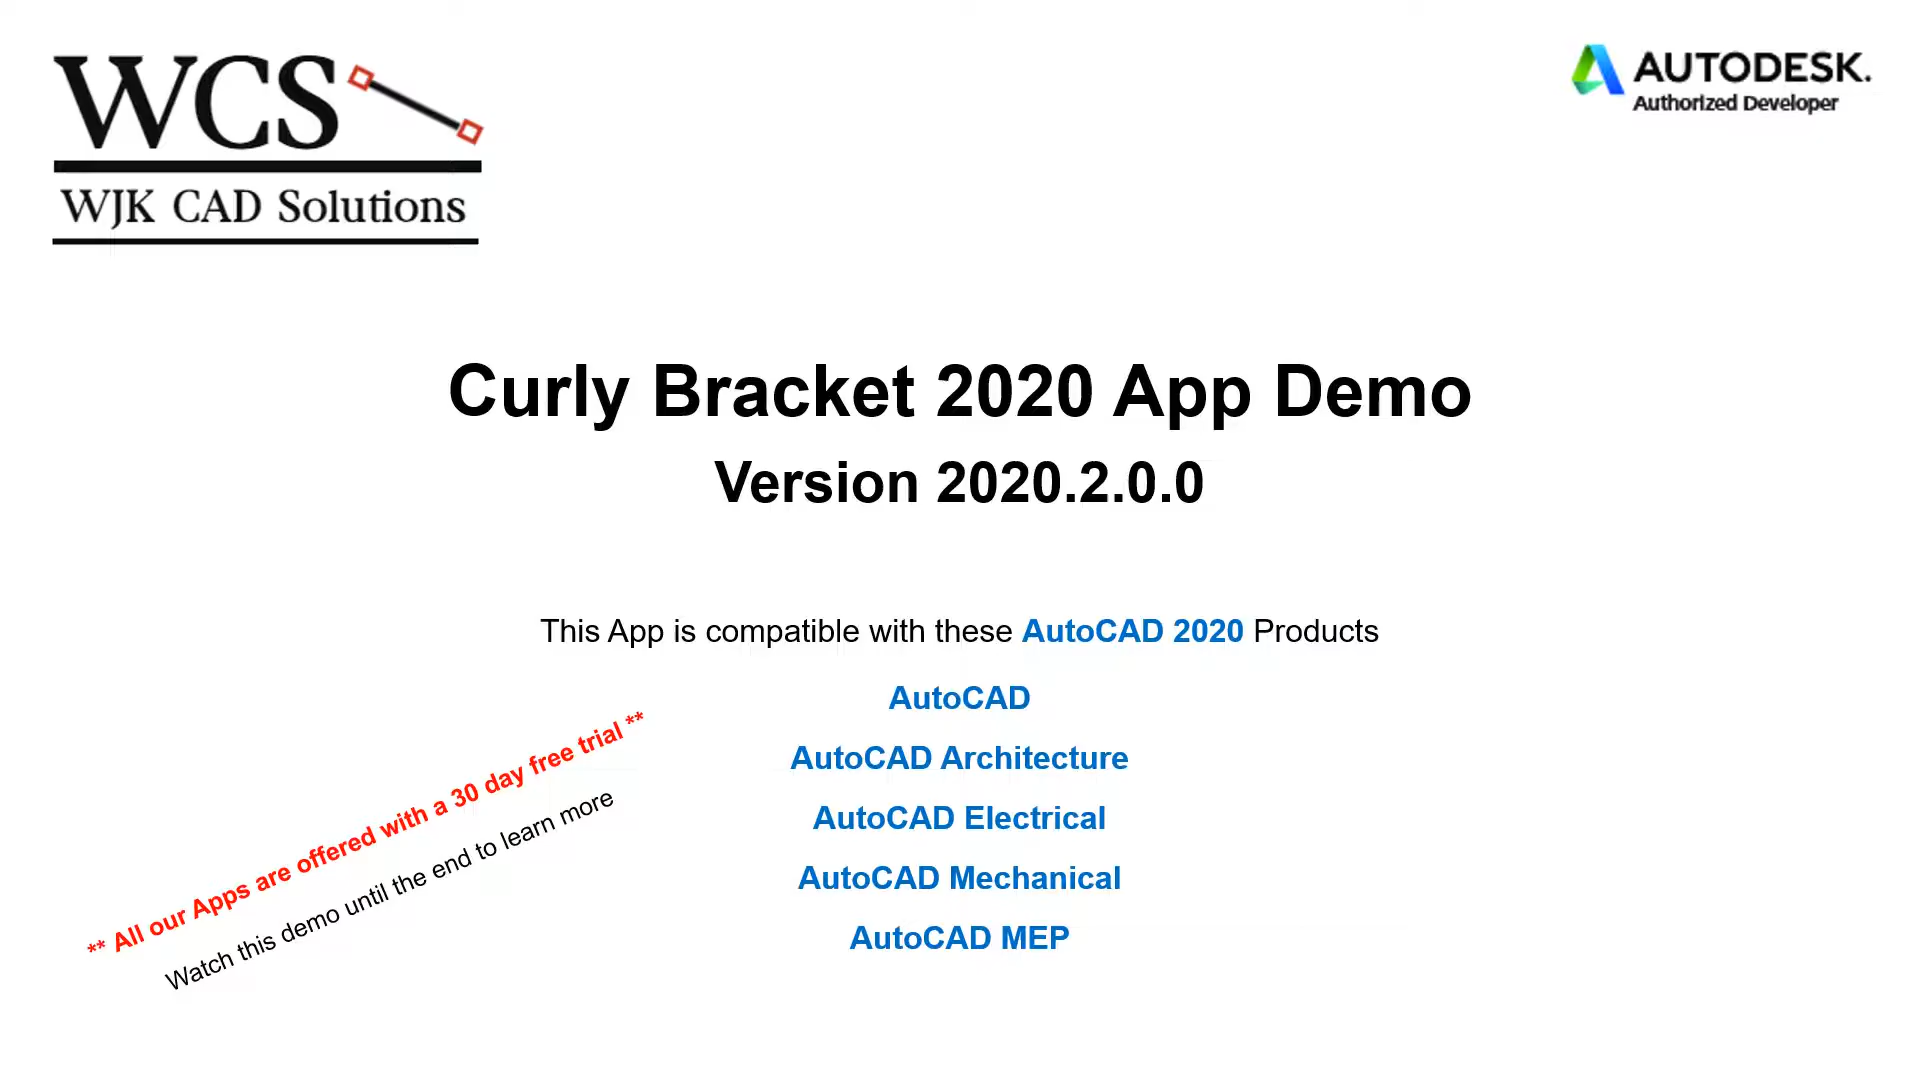 WCS
WJK CAD Solutions
AUTODESK.
Authorized Developer
Curly Bracket 2020 App Demo
Version 2020.2.0.0
This App is compatible with these AutoCAD 2020 Products
AutoCAD
AutoCAD Architecture
AutoCAD Electrical
AutoCAD Mechanical
AutoCAD MEP
** All our Apps are offered with a 30 day free trial **
Watch this demo until the end to learn more